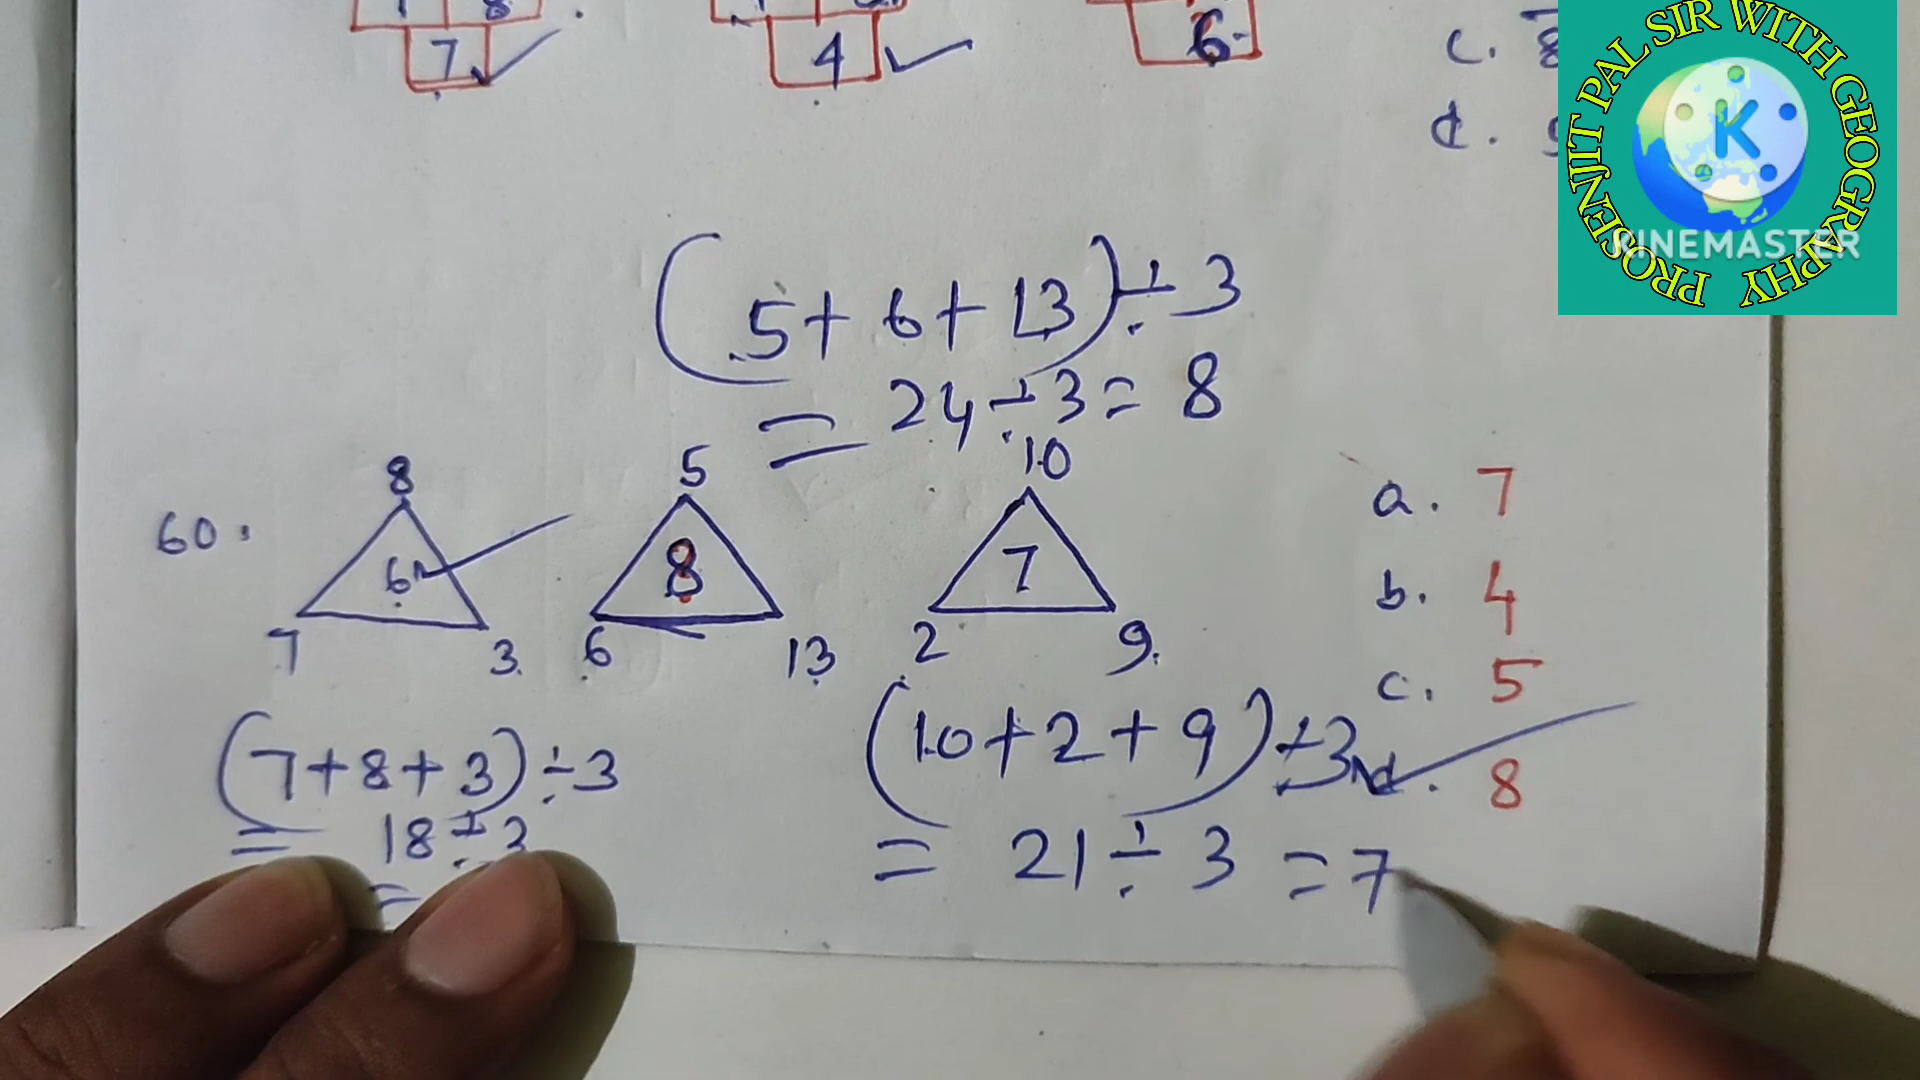 7 4 6
c.
d.
(5+6+13)÷3
= 24÷3 = 8
60.
8 5 10
6 8 7
7 3 6 13 2 9
a. 7
b. 4
c. 5
d. 8
(7+8+3)÷3
= 18÷3
=
(10+2+9)÷3
= 21÷3 = 7
PROSENJIT PAL SIR WITH GEOGRAPHY
K
KINEMASTER